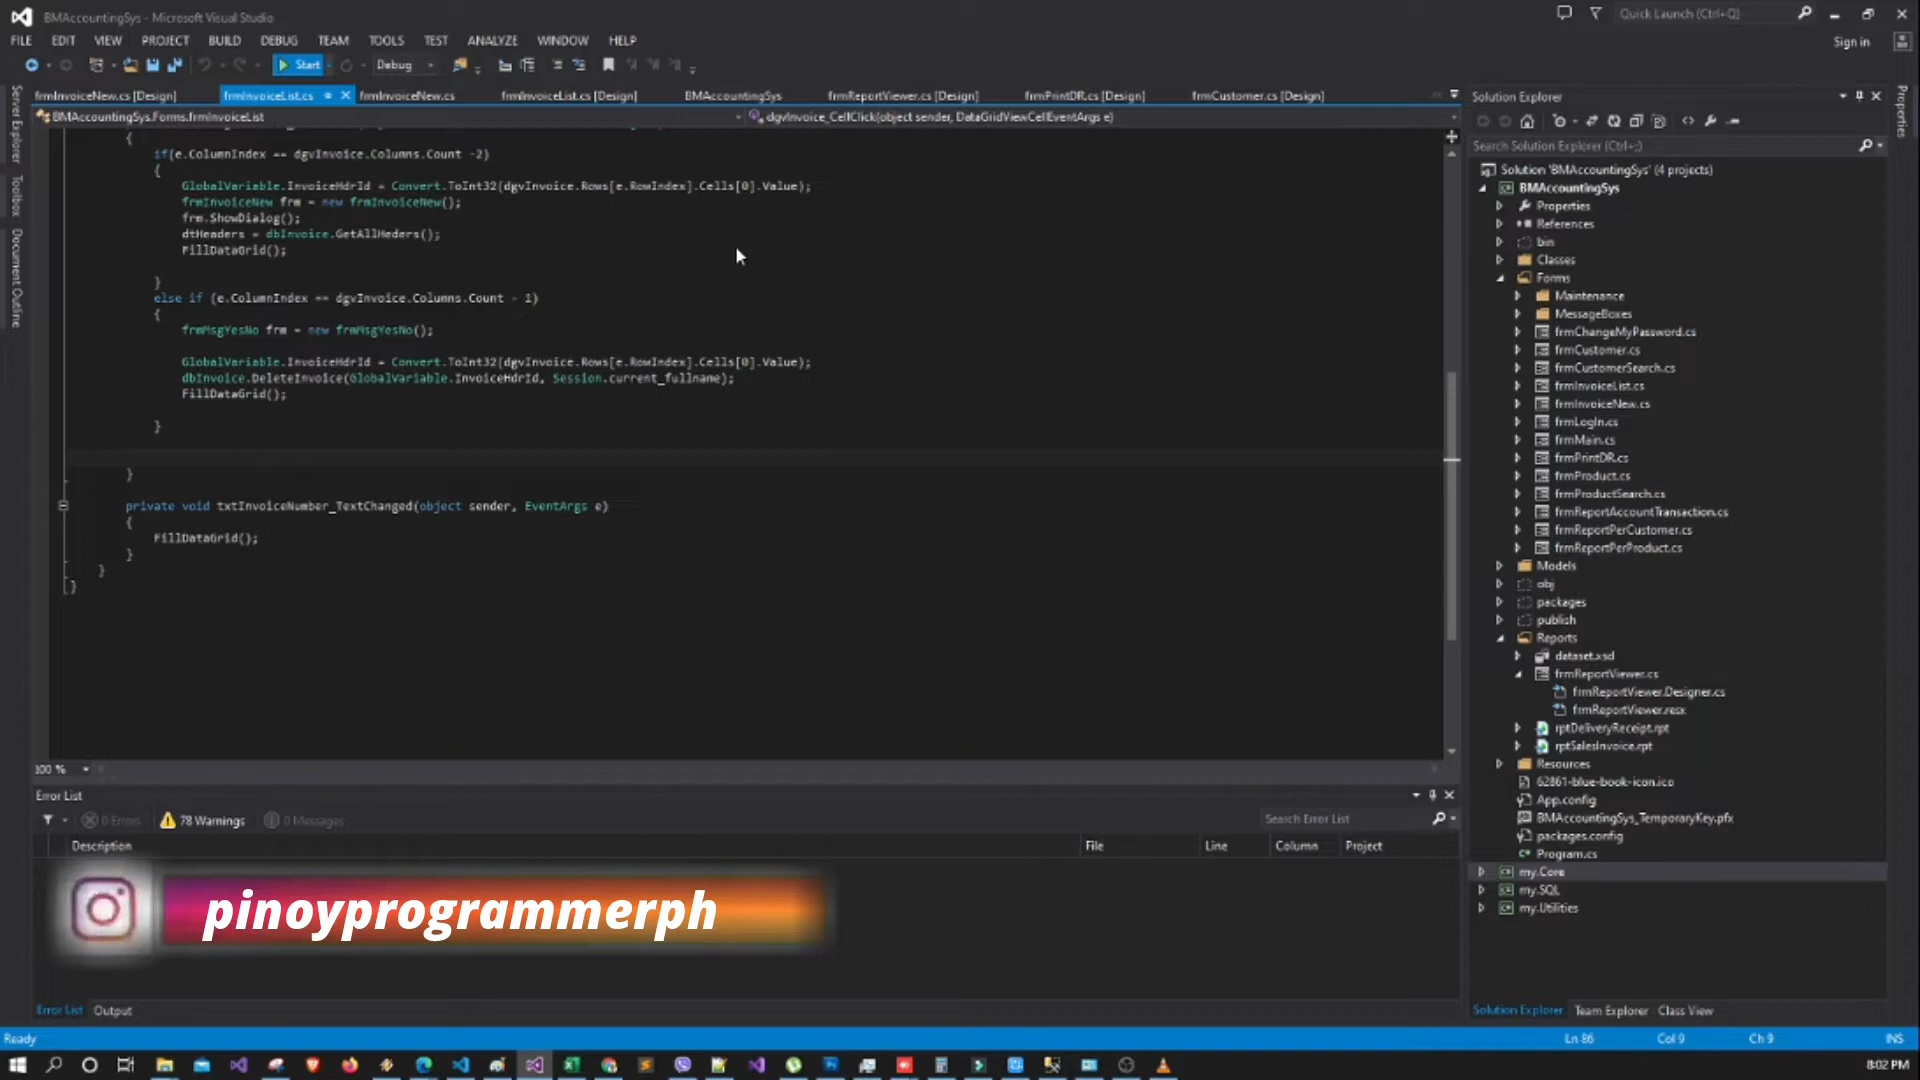 BMAccountingSys - Microsoft Visual Studio
Quick Launch (Ctrl+Q)
FILE EDIT VIEW PROJECT BUILD DEBUG TEAM TOOLS TEST ANALYZE WINDOW HELP
Sign in
Start
Debug
frmInvoiceNew.cs [Design] frmInvoiceList.cs frmInvoiceNew.cs frmInvoiceList.cs [Design] BMAccountingSys frmReportViewer.cs [Design] frmPrintDR.cs [Design] frmCustomer.cs [Design]
BMAccountingSys.Forms.frmInvoiceList
dgvInvoice_CellClick(object sender, DataGridViewCellEventArgs e)
Server Explorer
Toolbox
Document Outline
{
if(e.ColumnIndex == dgvInvoice.Columns.Count -2)
{
GlobalVariable.InvoiceHdrId = Convert.ToInt32(dgvInvoice.Rows[e.RowIndex].Cells[0].Value);
frmInvoiceNew frm = new frmInvoiceNew();
frm.ShowDialog();
dtHeaders = dbInvoice.GetAllHeders();
FillDataGrid();
}
else if (e.ColumnIndex == dgvInvoice.Columns.Count - 1)
{
frmMsgYesNo frm = new frmMsgYesNo();
GlobalVariable.InvoiceHdrId = Convert.ToInt32(dgvInvoice.Rows[e.RowIndex].Cells[0].Value);
dbInvoice.DeleteInvoice(GlobalVariable.InvoiceHdrId, Session.current_fullname);
FillDataGrid();
}
}
private void txtInvoiceNumber_TextChanged(object sender, EventArgs e)
{
FillDataGrid();
}
}
}
100 %
Error List
0 Errors
78 Warnings
0 Messages
Search Error List
Description File Line Column Project
pinoyprogrammerph
Error List Output
Solution Explorer
Properties
Search Solution Explorer (Ctrl+;)
Solution 'BMAccountingSys' (4 projects)
BMAccountingSys
Properties
References
bin
Classes
Forms
Maintenance
MessageBoxes
frmChangeMyPassword.cs
frmCustomer.cs
frmCustomerSearch.cs
frmInvoiceList.cs
frmInvoiceNew.cs
frmLogIn.cs
frmMain.cs
frmPrintDR.cs
frmProduct.cs
frmProductSearch.cs
frmReportAccountTransaction.cs
frmReportPerCustomer.cs
frmReportPerProduct.cs
Models
obj
packages
publish
Reports
dataset.xsd
frmReportViewer.cs
frmReportViewer.Designer.cs
frmReportViewer.resx
rptDeliveryReceipt.rpt
rptSalesInvoice.rpt
Resources
62861-blue-book-icon.ico
App.config
BMAccountingSys_TemporaryKey.pfx
packages.config
Program.cs
my.Core
my.SQL
my.Utilities
Solution Explorer Team Explorer Class View
Ready
Ln 86 Col 9 Ch 9 INS
8:02 PM